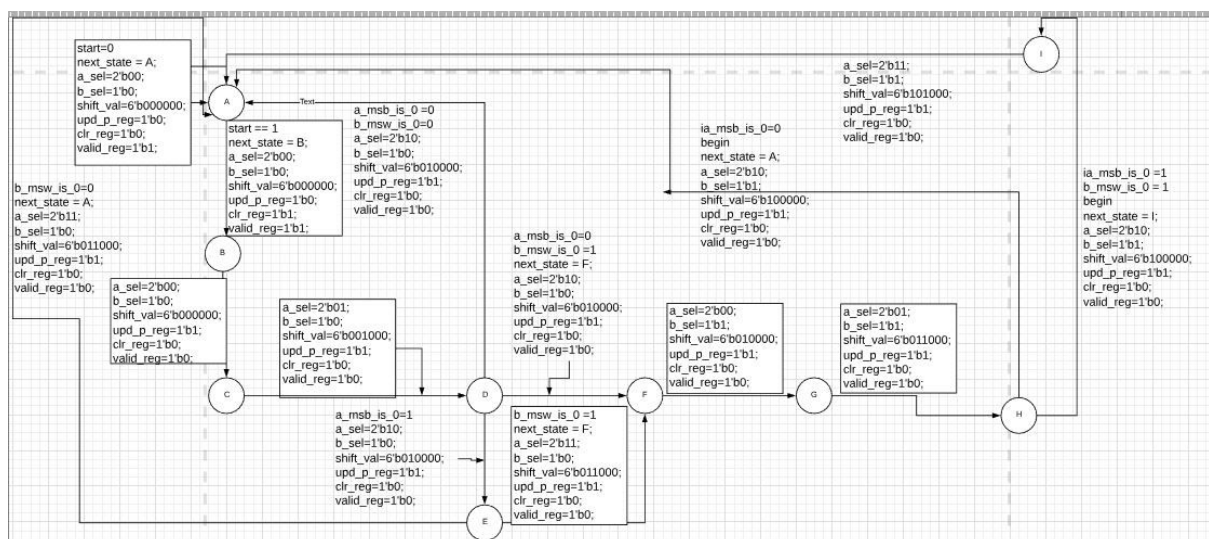 start=0
next_state = A;
a_sel=2'b00;
b_sel=1'b0;
shift_val=6'b000000;
upd_p_reg=1'b0;
clr_reg=1'b0;
valid_reg=1'b1;
A
Text
I
a_sel=2'b11;
b_sel=1'b1;
shift_val=6'b101000;
upd_p_reg=1'b1;
clr_reg=1'b0;
valid_reg=1'b0;
start == 1
next_state = B;
a_sel=2'b00;
b_sel=1'b0;
shift_val=6'b000000;
upd_p_reg=1'b0;
clr_reg=1'b1;
valid_reg=1'b1;
a_msb_is_0 =0
b_msw_is_0=0
a_sel=2'b10;
b_sel=1'b0;
shift_val=6'b010000;
upd_p_reg=1'b1;
clr_reg=1'b0;
valid_reg=1'b0;
ia_msb_is_0=0
begin
next_state = A;
a_sel=2'b10;
b_sel=1'b1;
shift_val=6'b100000;
upd_p_reg=1'b1;
clr_reg=1'b0;
valid_reg=1'b0;
ia_msb_is_0 =1
b_msw_is_0 = 1
begin
next_state = I;
a_sel=2'b10;
b_sel=1'b1;
shift_val=6'b100000;
upd_p_reg=1'b1;
clr_reg=1'b0;
valid_reg=1'b0;
b_msw_is_0=0
next_state = A;
a_sel=2'b11;
b_sel=1'b0;
shift_val=6'b011000;
upd_p_reg=1'b1;
clr_reg=1'b0;
valid_reg=1'b0;
B
a_sel=2'b00;
b_sel=1'b0;
shift_val=6'b000000;
upd_p_reg=1'b1;
clr_reg=1'b0;
valid_reg=1'b0;
a_sel=2'b01;
b_sel=1'b0;
shift_val=6'b001000;
upd_p_reg=1'b1;
clr_reg=1'b0;
valid_reg=1'b0;
a_msb_is_0=0
b_msw_is_0 =1
next_state = F;
a_sel=2'b10;
b_sel=1'b0;
shift_val=6'b010000;
upd_p_reg=1'b1;
clr_reg=1'b0;
valid_reg=1'b0;
a_sel=2'b00;
b_sel=1'b1;
shift_val=6'b010000;
upd_p_reg=1'b1;
clr_reg=1'b0;
valid_reg=1'b0;
a_sel=2'b01;
b_sel=1'b1;
shift_val=6'b011000;
upd_p_reg=1'b1;
clr_reg=1'b0;
valid_reg=1'b0;
C
D
F
G
H
a_msb_is_0=1
a_sel=2'b10;
b_sel=1'b0;
shift_val=6'b010000;
upd_p_reg=1'b1;
clr_reg=1'b0;
valid_reg=1'b0;
b_msw_is_0 =1
next_state = F;
a_sel=2'b11;
b_sel=1'b0;
shift_val=6'b011000;
upd_p_reg=1'b1;
clr_reg=1'b0;
valid_reg=1'b0;
E